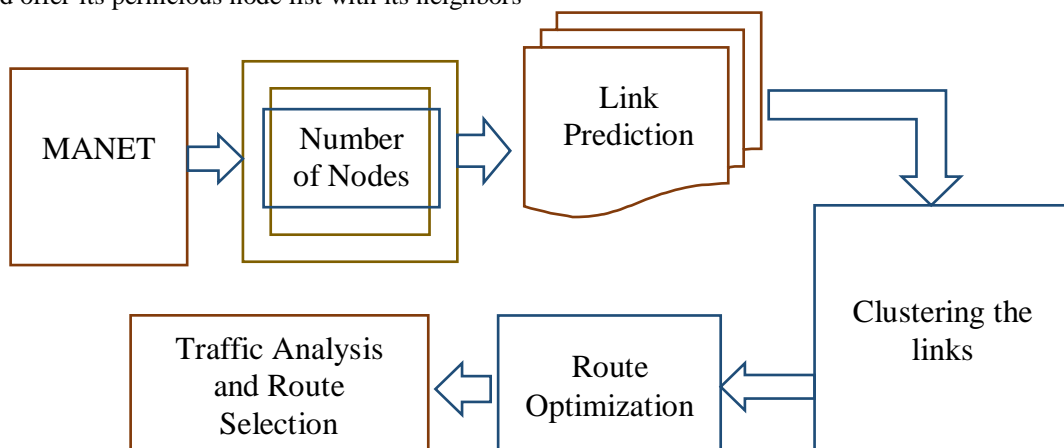 offer its pernicious node list with its neighbors
MANET
Number
of Nodes
Link
Prediction
Clustering the
links
Route
Optimization
Traffic Analysis
and Route
Selection